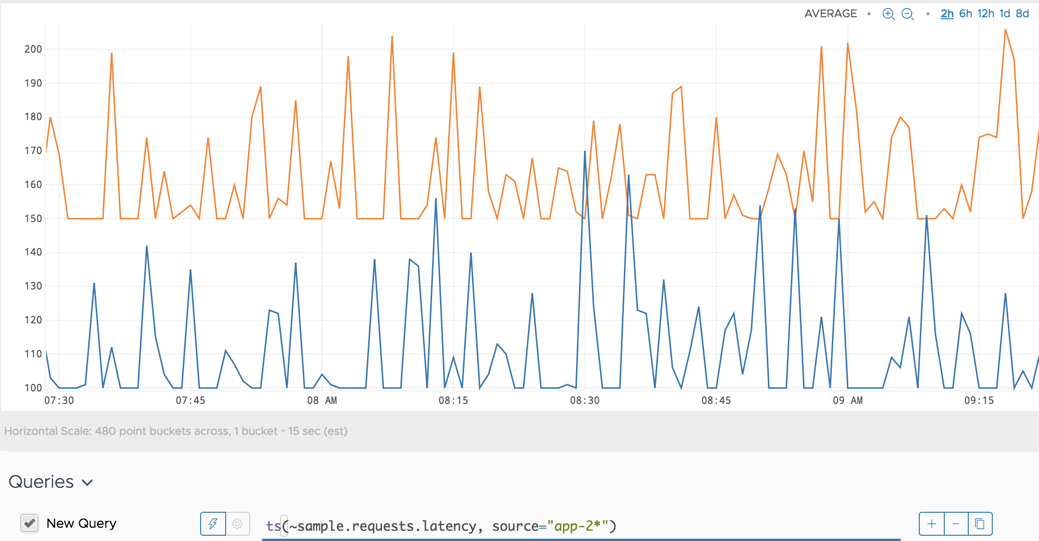 AVERAGE • • 2h 6h 12h 1d 8d
200
190
180
170
160
150
140
130
120
110
100
07:30 07:45 08 AM 08:15 08:30 08:45 09 AM 09:15
Horizontal Scale: 480 point buckets across, 1 bucket ~ 15 sec (est)
Queries
New Query ts(~sample.requests.latency, source="app-2*") + −